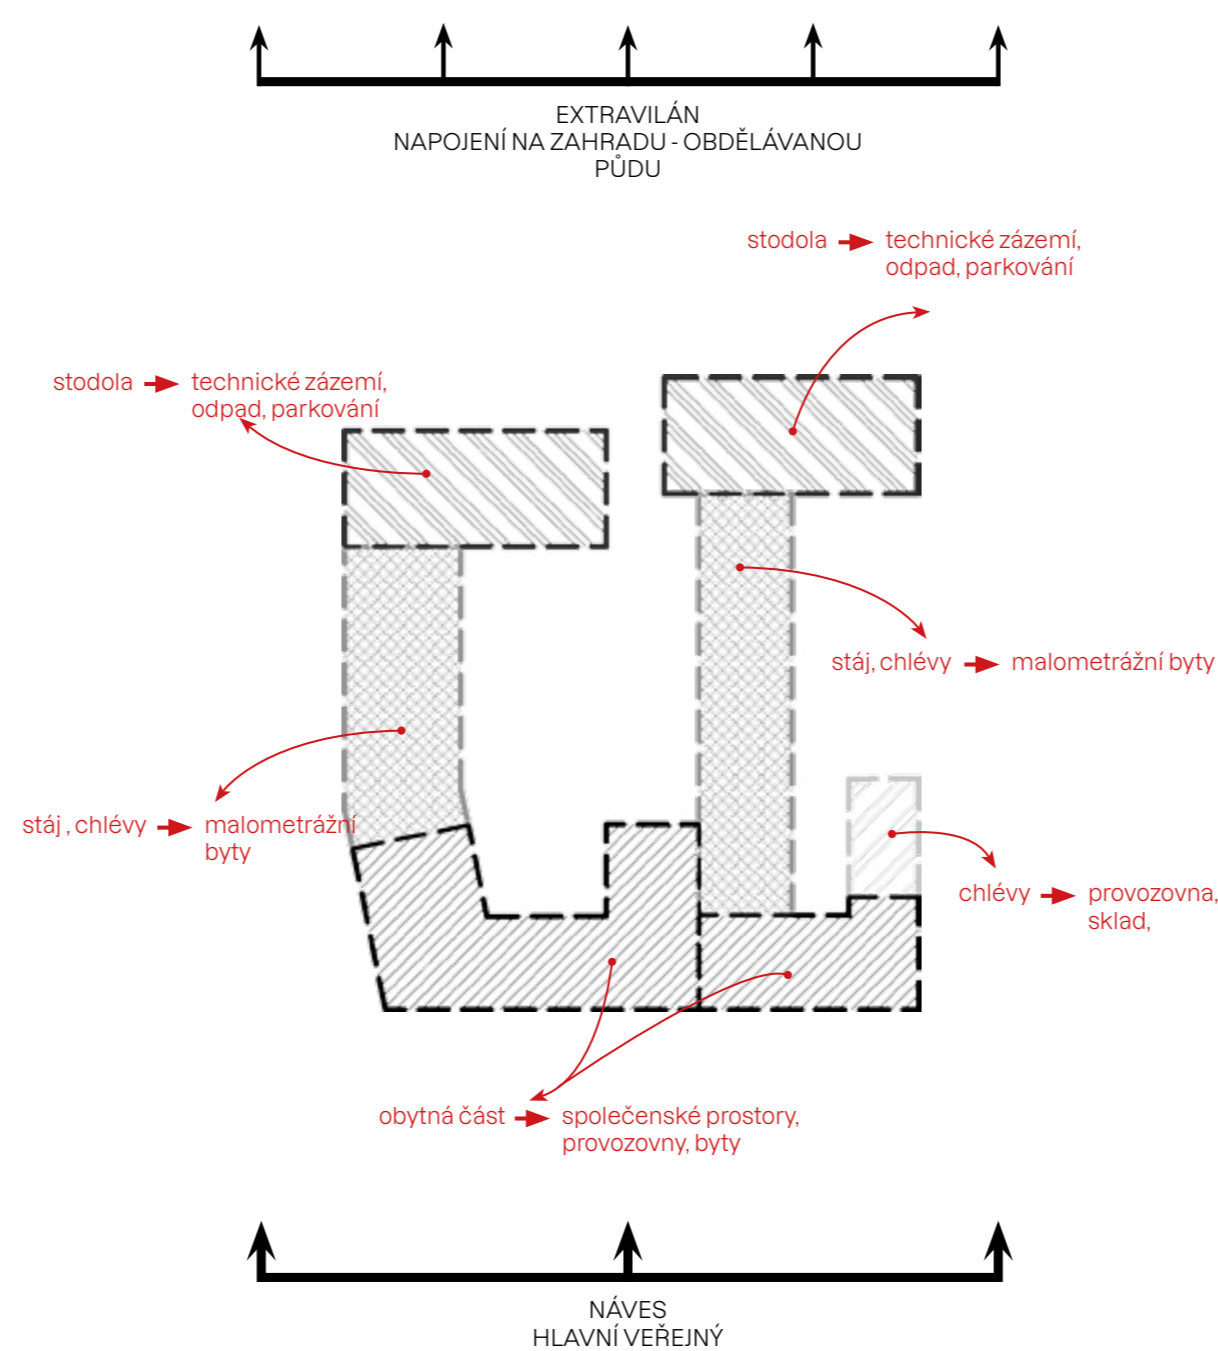 EXTRAVILÁN
NAPOJENÍ NA ZAHRADU - OBDĚLÁVANOU
PŮDU
stodola technické zázemí,
odpad, parkování
stodola technické zázemí,
odpad, parkování
stáj, chlévy malometrážní byty
stáj , chlévy malometrážní
byty
chlévy provozovna,
sklad,
obytná část společenské prostory,
provozovny, byty
NÁVES
HLAVNÍ VEŘEJNÝ